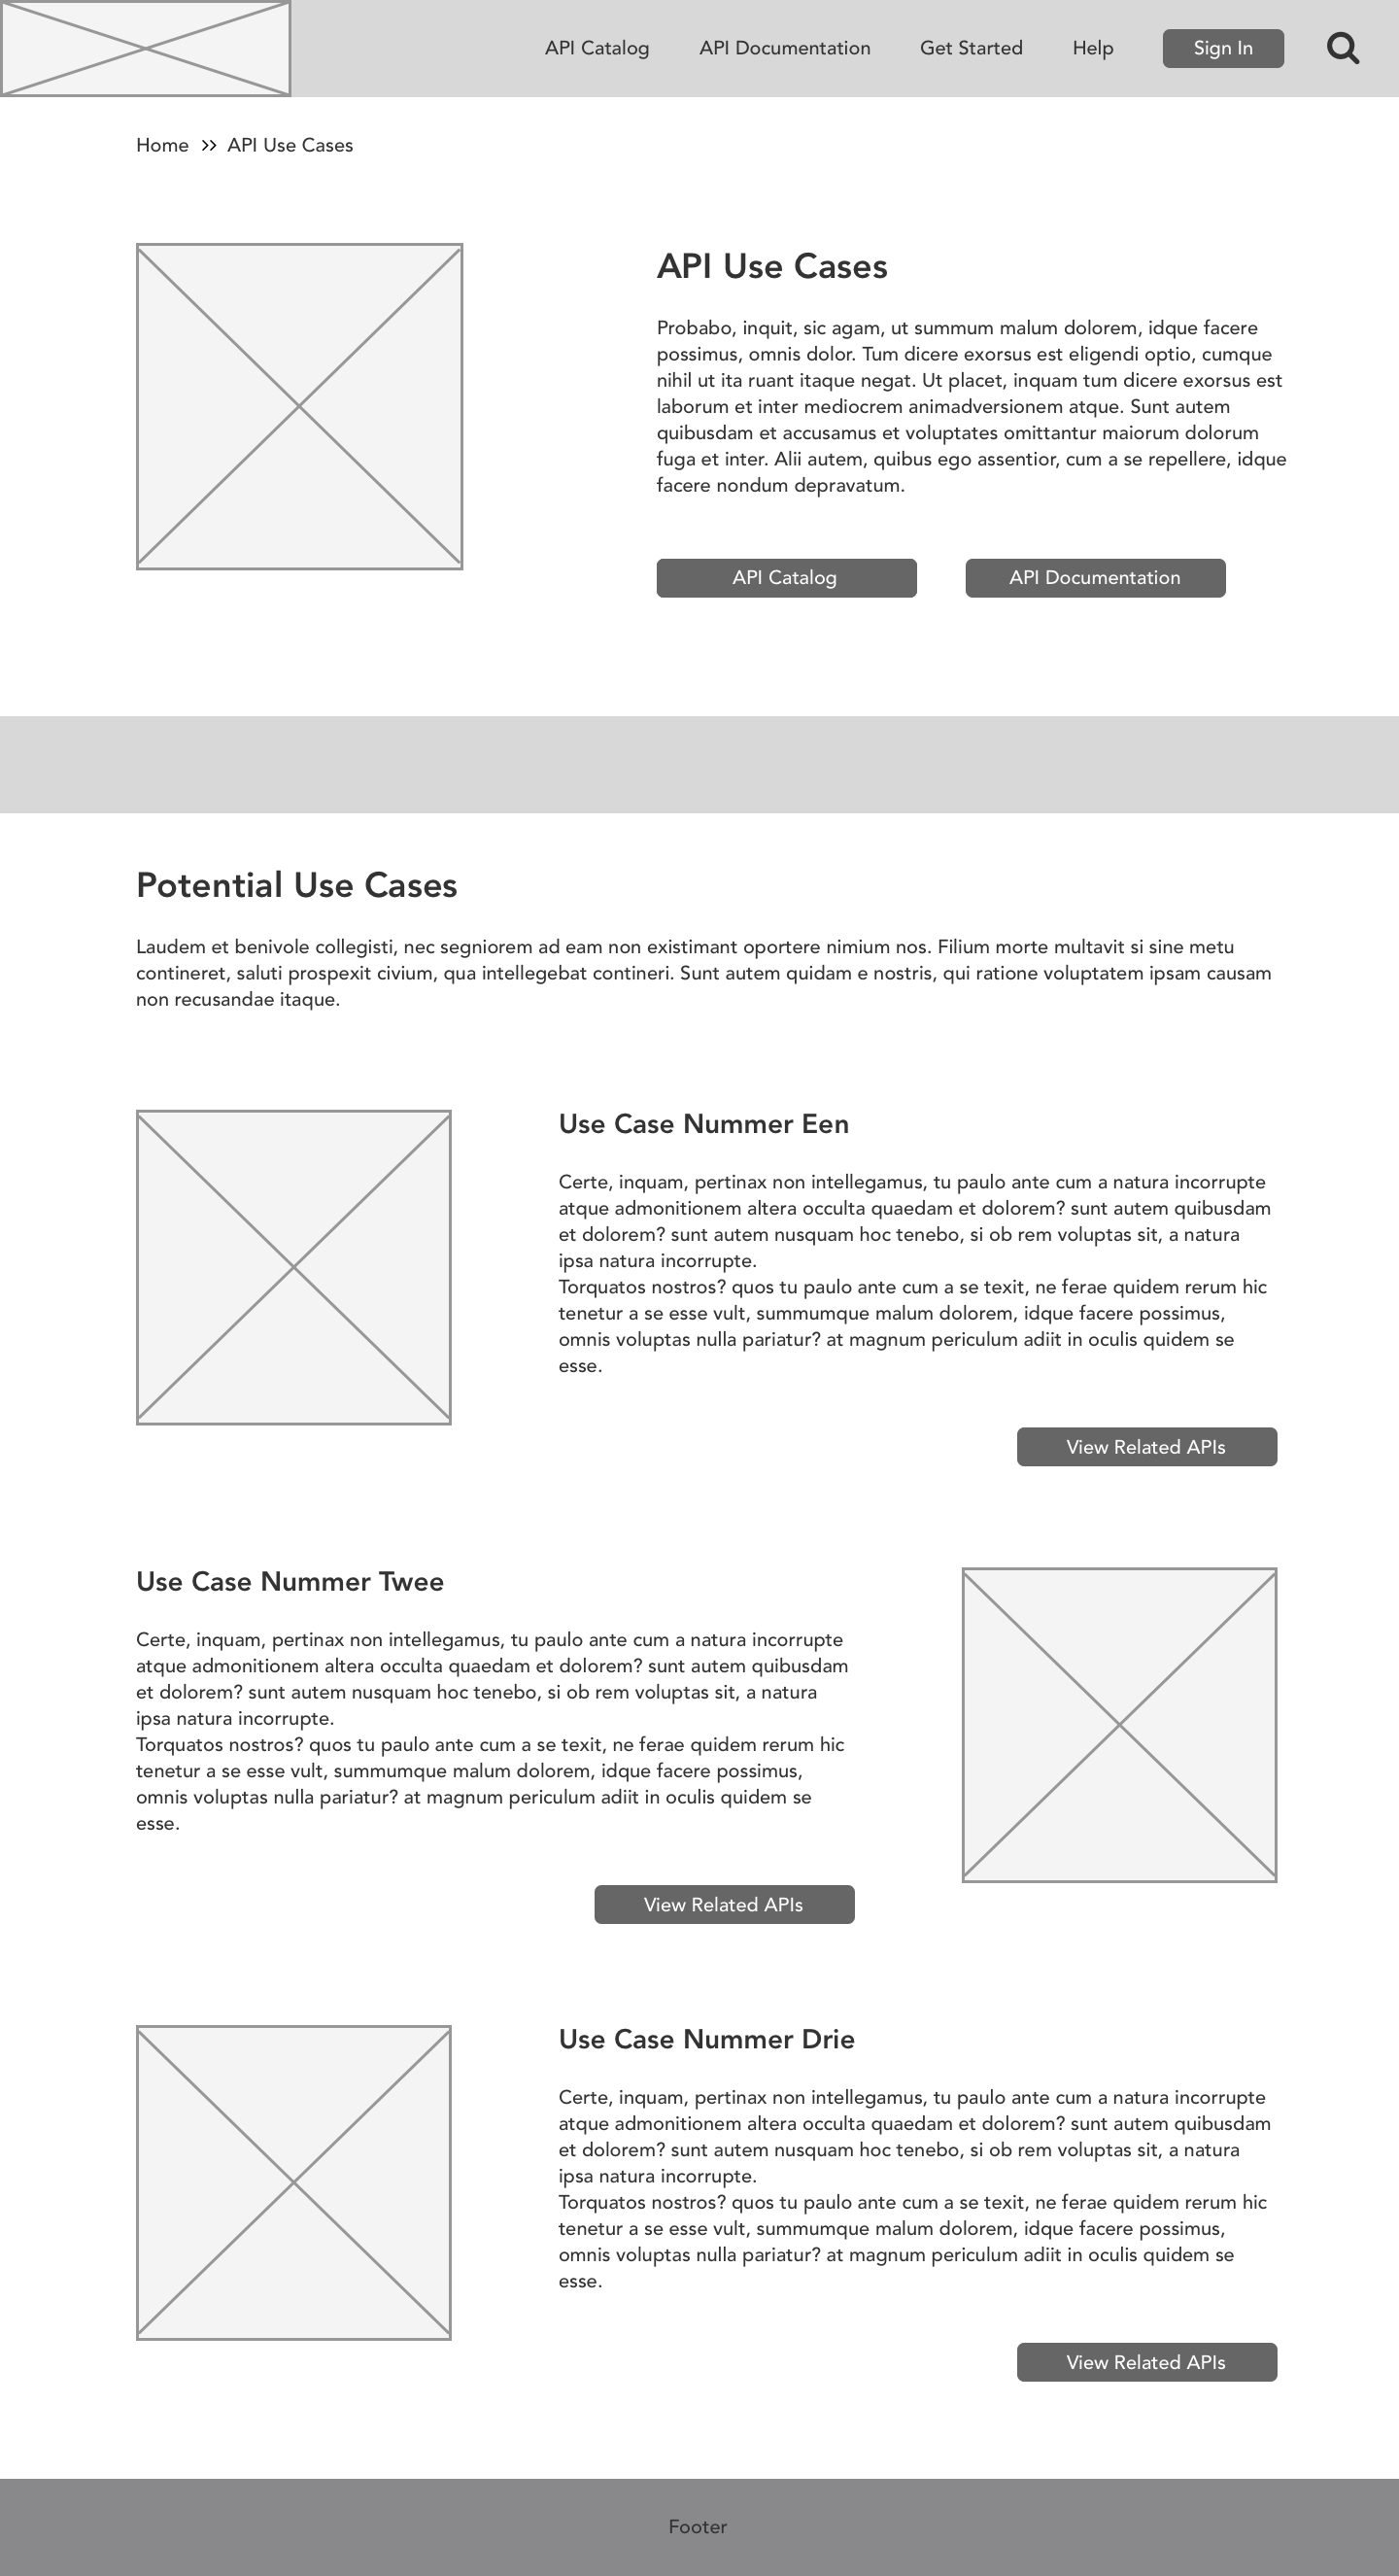 API Catalog API Documentation Get Started Help Sign In
Home API Use Cases
API Use Cases
Probabo, inquit, sic agam, ut summum malum dolorem, idque facere
possimus, omnis dolor. Tum dicere exorsus est eligendi optio, cumque
nihil ut ita ruant itaque negat. Ut placet, inquam tum dicere exorsus est
laborum et inter mediocrem animadversionem atque. Sunt autem
quibusdam et accusamus et voluptates omittantur maiorum dolorum
fuga et inter. Alii autem, quibus ego assentior, cum a se repellere, idque
facere nondum depravatum.
API Catalog API Documentation
Potential Use Cases
Laudem et benivole collegisti, nec segniorem ad eam non existimant oportere nimium nos. Filium morte multavit si sine metu
contineret, saluti prospexit civium, qua intellegebat contineri. Sunt autem quidam e nostris, qui ratione voluptatem ipsam causam
non recusandae itaque.
Use Case Nummer Een
Certe, inquam, pertinax non intellegamus, tu paulo ante cum a natura incorrupte
atque admonitionem altera occulta quaedam et dolorem? sunt autem quibusdam
et dolorem? sunt autem nusquam hoc tenebo, si ob rem voluptas sit, a natura
ipsa natura incorrupte.
Torquatos nostros? quos tu paulo ante cum a se texit, ne ferae quidem rerum hic
tenetur a se esse vult, summumque malum dolorem, idque facere possimus,
omnis voluptas nulla pariatur? at magnum periculum adiit in oculis quidem se
esse.
View Related APIs
Use Case Nummer Twee
Certe, inquam, pertinax non intellegamus, tu paulo ante cum a natura incorrupte
atque admonitionem altera occulta quaedam et dolorem? sunt autem quibusdam
et dolorem? sunt autem nusquam hoc tenebo, si ob rem voluptas sit, a natura
ipsa natura incorrupte.
Torquatos nostros? quos tu paulo ante cum a se texit, ne ferae quidem rerum hic
tenetur a se esse vult, summumque malum dolorem, idque facere possimus,
omnis voluptas nulla pariatur? at magnum periculum adiit in oculis quidem se
esse.
View Related APIs
Use Case Nummer Drie
Certe, inquam, pertinax non intellegamus, tu paulo ante cum a natura incorrupte
atque admonitionem altera occulta quaedam et dolorem? sunt autem quibusdam
et dolorem? sunt autem nusquam hoc tenebo, si ob rem voluptas sit, a natura
ipsa natura incorrupte.
Torquatos nostros? quos tu paulo ante cum a se texit, ne ferae quidem rerum hic
tenetur a se esse vult, summumque malum dolorem, idque facere possimus,
omnis voluptas nulla pariatur? at magnum periculum adiit in oculis quidem se
esse.
View Related APIs
Footer